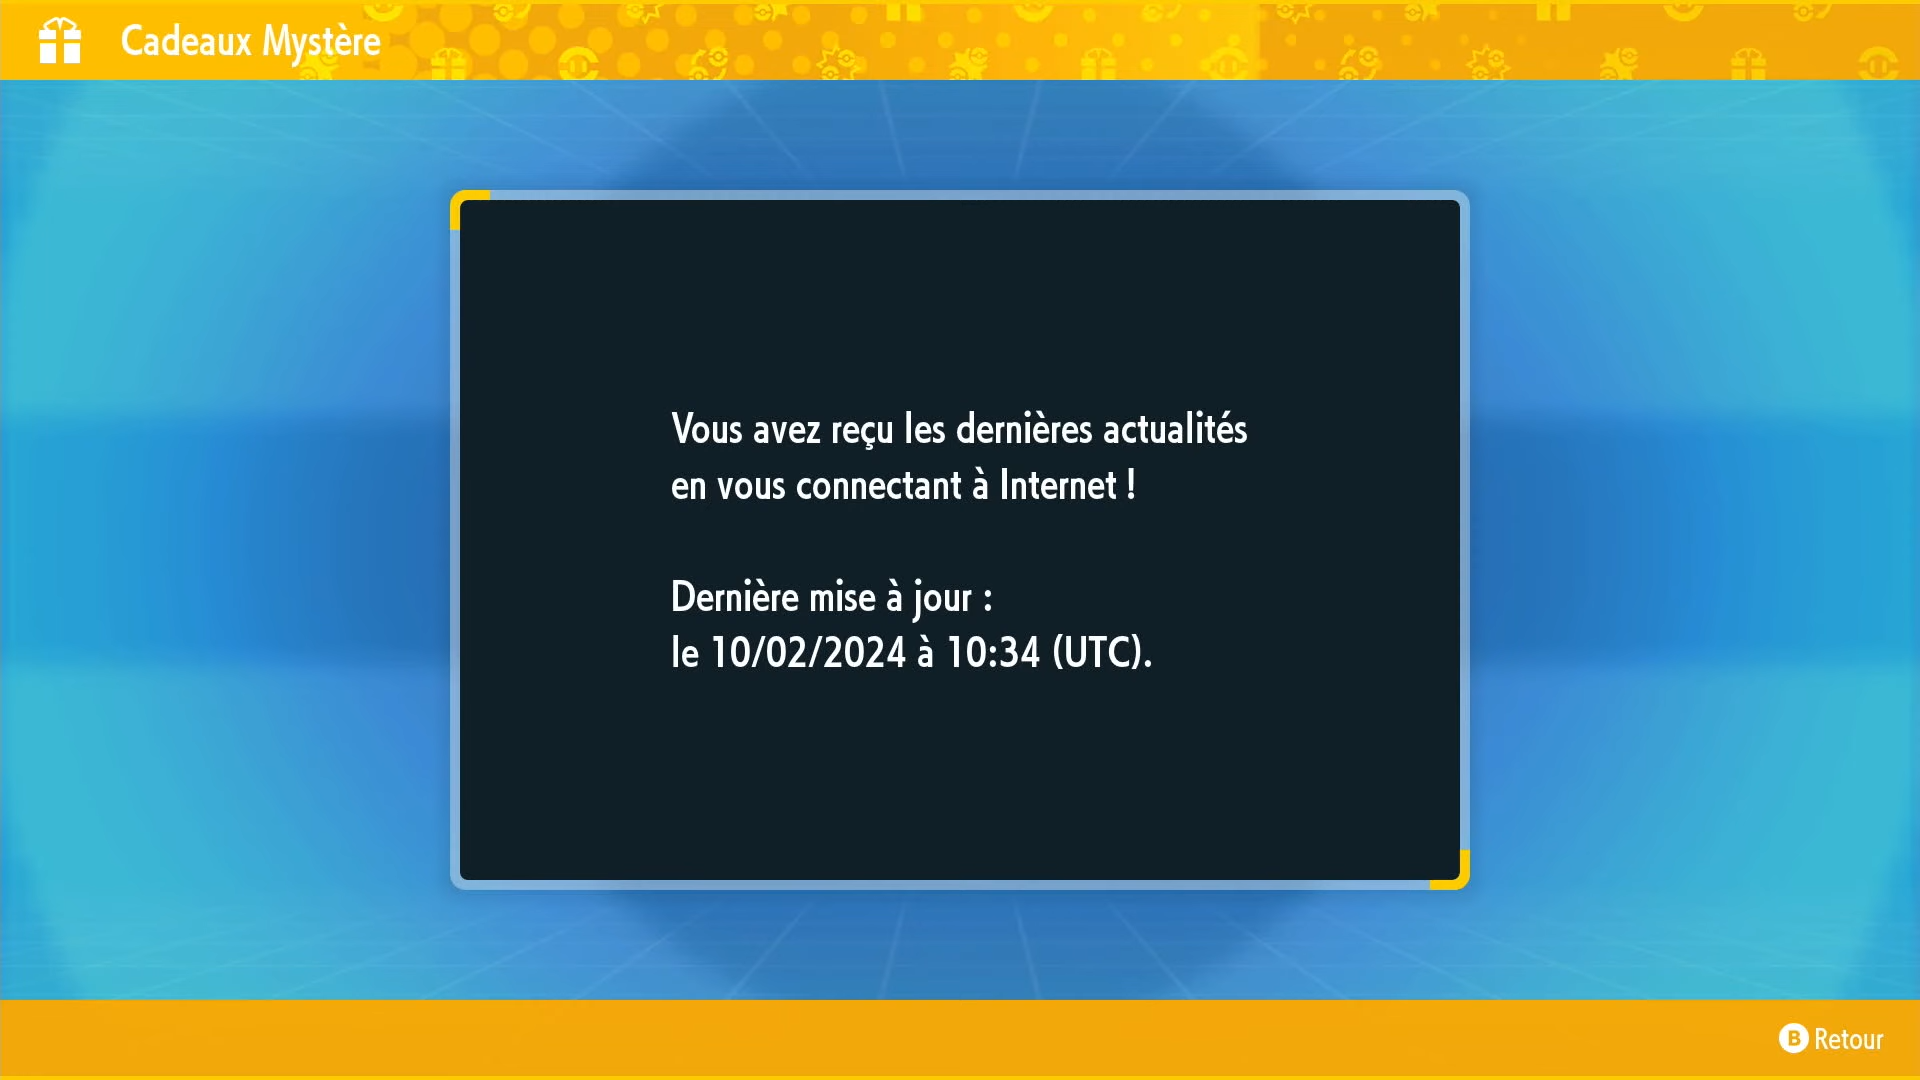 Cadeaux Mystère
Vous avez reçu les dernières actualités
en vous connectant à Internet !
Dernière mise à jour :
le 10/02/2024 à 10:34 (UTC).
B Retour